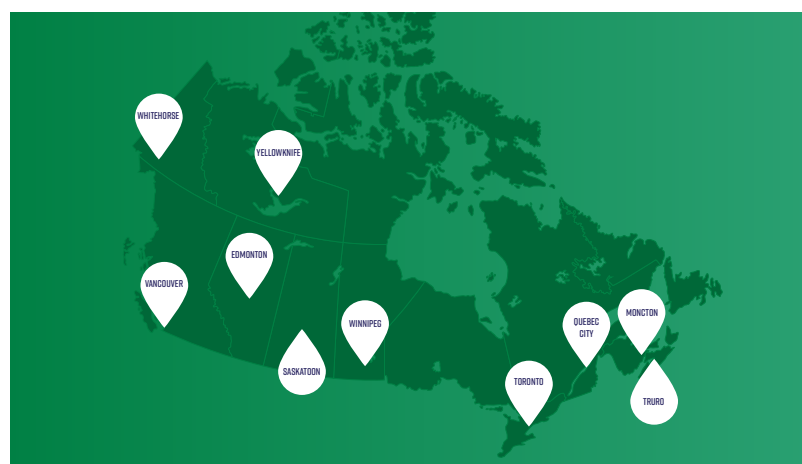 WHITEHORSE
YELLOWKNIFE
EDMONTON
VANCOUVER
WINNIPEG
SASKATOON
QUEBEC
CITY
MONCTON
TORONTO
TRURO